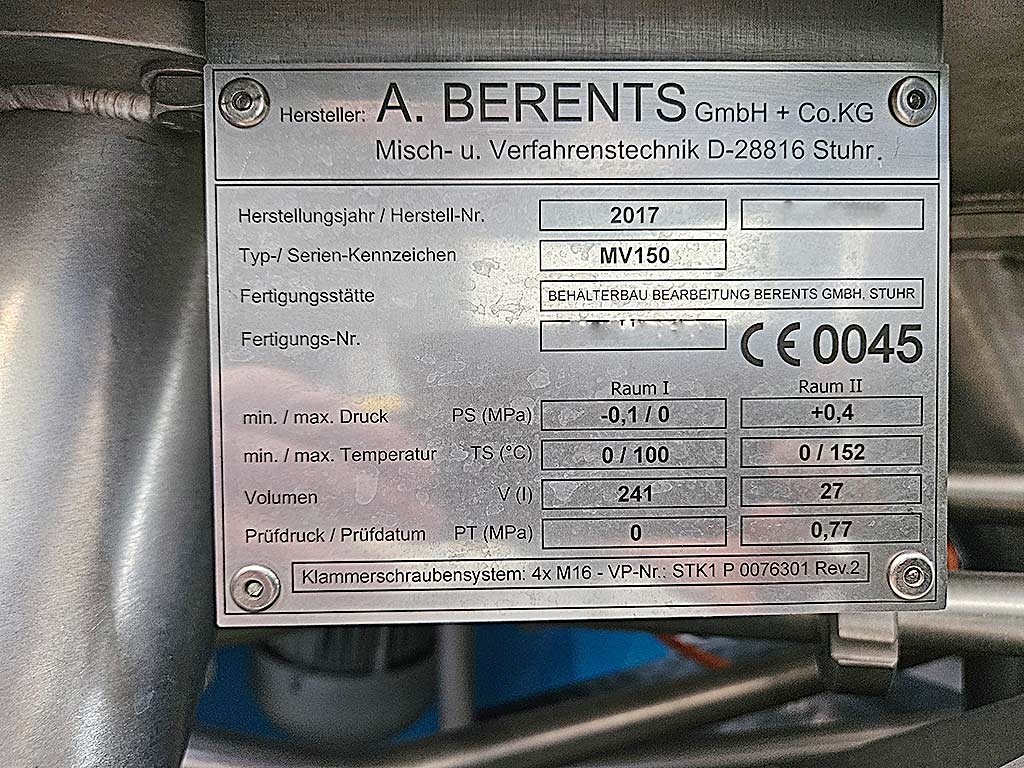 Hersteller: A. BERENTS GmbH + Co.KG
Misch- u. Verfahrenstechnik D-28816 Stuhr.
Herstellungsjahr / Herstell-Nr. 2017
Typ-/ Serien-Kennzeichen MV150
Fertigungsstätte BEHÄLTERBAU BEARBEITUNG BERENTS GMBH, STUHR
Fertigungs-Nr. CE 0045
Raum I Raum II
min. / max. Druck PS (MPa) -0,1 / 0 +0,4
min. / max. Temperatur TS (°C) 0 / 100 0 / 152
Volumen V (l) 241 27
Prüfdruck / Prüfdatum PT (MPa) 0 0,77
Klammerschraubensystem: 4x M16 - VP-Nr.: STK1 P 0076301 Rev.2